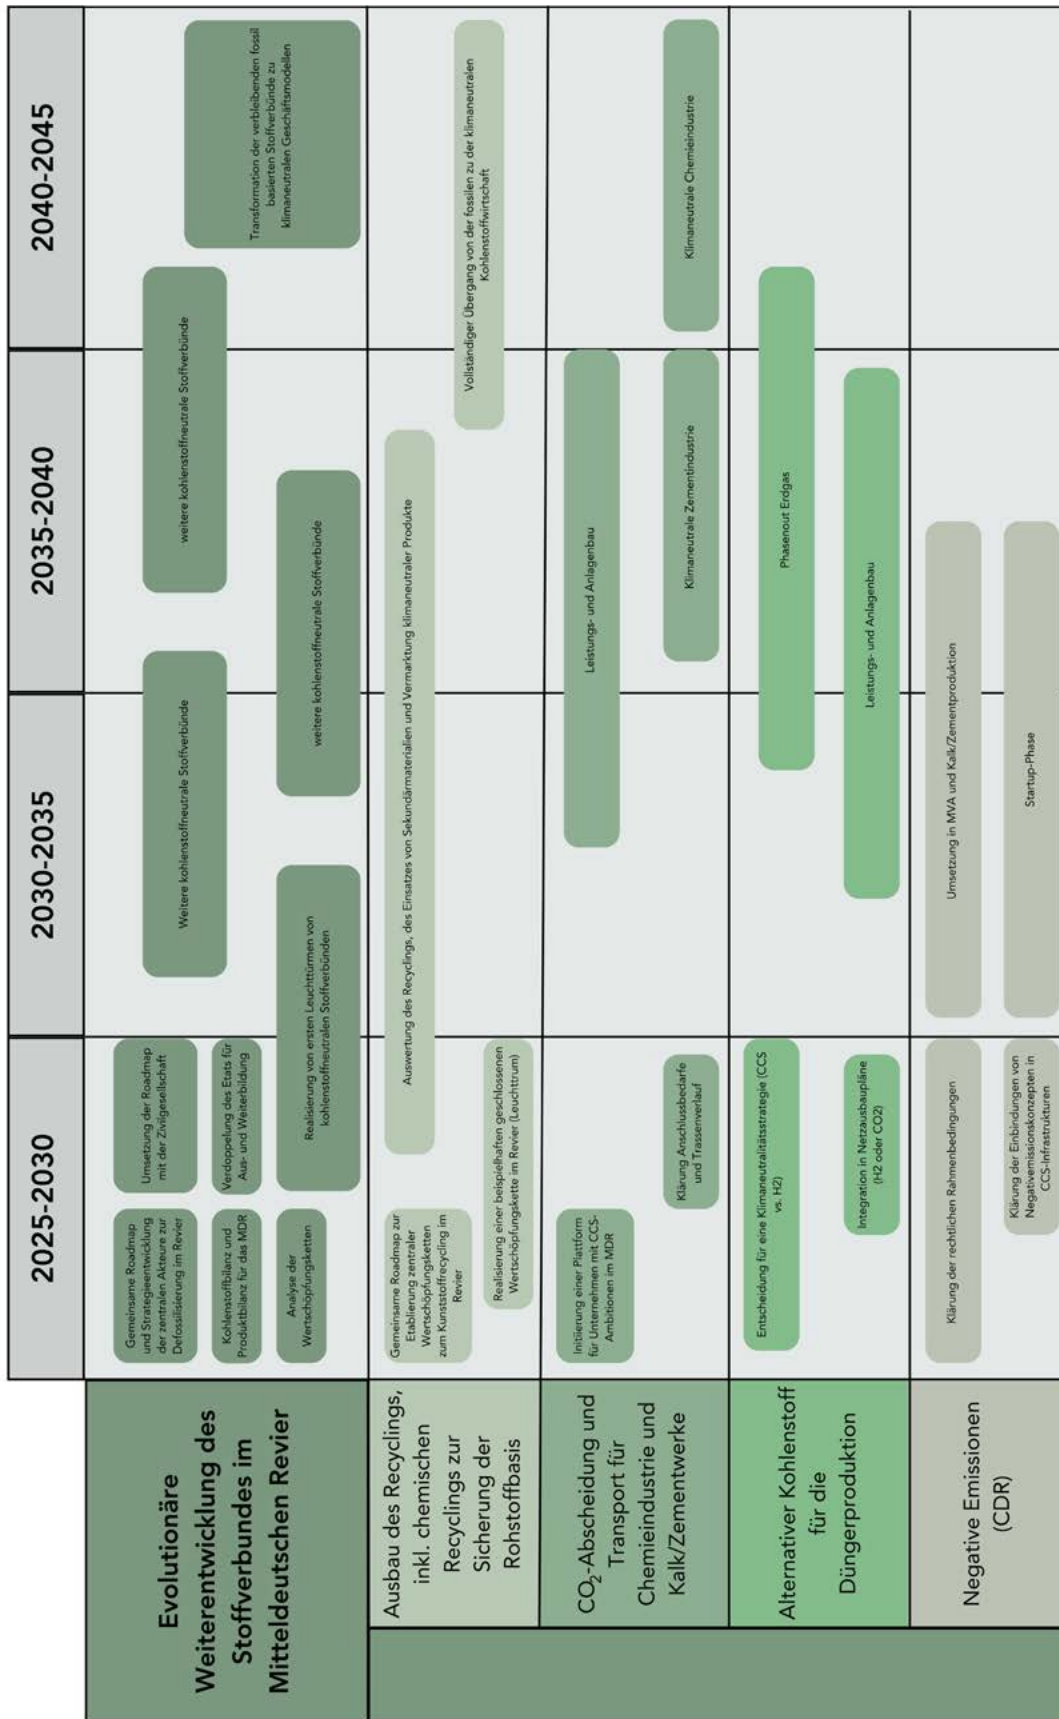 2025-2030
2030-2035
2035-2040
2040-2045
Evolutionäre
Weiterentwicklung des
Stoffverbundes im
Mitteldeutschen Revier
Gemeinsame Roadmap
und Strategieentwicklung
der zentralen Akteure zur
Defossilisierung im Revier
Umsetzung der Roadmap
mit der Zivilgesellschaft
Weitere kohlenstoffneutrale Stoffverbünde
weitere kohlenstoffneutrale Stoffverbünde
Transformation der verbleibenden fossil
basierten Stoffverbünde zu
klimaneutralen Geschäftsmodellen
Kohlenstoffbilanz und
Produktbilanz für das MDR
Verdoppelung des Etats für
Aus- und Weiterbildung
Analyse der
Wertschöpfungsketten
Realisierung von ersten Leuchttürmen von
kohlenstoffneutralen Stoffverbünden
weitere kohlenstoffneutrale Stoffverbünde
Ausbau des Recyclings,
inkl. chemischen
Recyclings zur
Sicherung der
Rohstoffbasis
Gemeinsame Roadmap zur
Etablierung zentraler
Wertschöpfungsketten
zum Kunststoffrecycling im
Revier
Auswertung des Recyclings, des Einsatzes von Sekundärmaterialien und Vermarktung klimaneutraler Produkte
Vollständiger Übergang von der fossilen zu der klimaneutralen
Kohlenstoffwirtschaft
Realisierung einer beispielhaften geschlossenen
Wertschöpfungskette im Revier (Leuchttrum)
CO2-Abscheidung und
Transport für
Chemieindustrie und
Kalk/Zementwerke
Initiierung einer Plattform
für Unternehmen mit CCS-
Ambitionen im MDR
Leistungs- und Anlagenbau
Klärung Anschlussbedarfe
und Trassenverlauf
Klimaneutrale Zementindustrie
Klimaneutrale Chemieindustrie
Alternativer Kohlenstoff
für die
Düngerproduktion
Entscheidung für eine Klimaneutralitätsstrategie (CCS
vs. H2)
Phasenout Erdgas
Integration in Netzausbaupläne
(H2 oder CO2)
Leistungs- und Anlagenbau
Negative Emissionen
(CDR)
Klärung der rechtlichen Rahmenbedingungen
Umsetzung in MVA und Kalk/Zementproduktion
Klärung der Einbindungen von
Negativemissionskonzepten in
CCS-Infrastrukturen
Startup-Phase